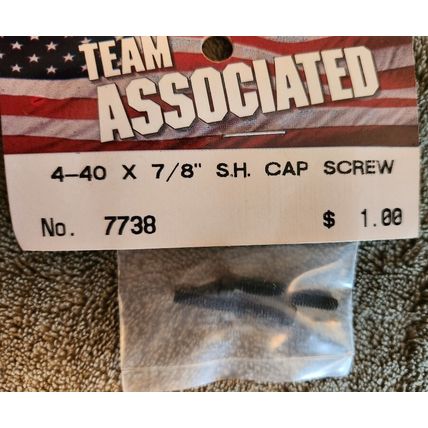 TEAM
ASSOCIATED
4-40 X 7/8" S.H. CAP SCREW
No. 7738 $ 1.00